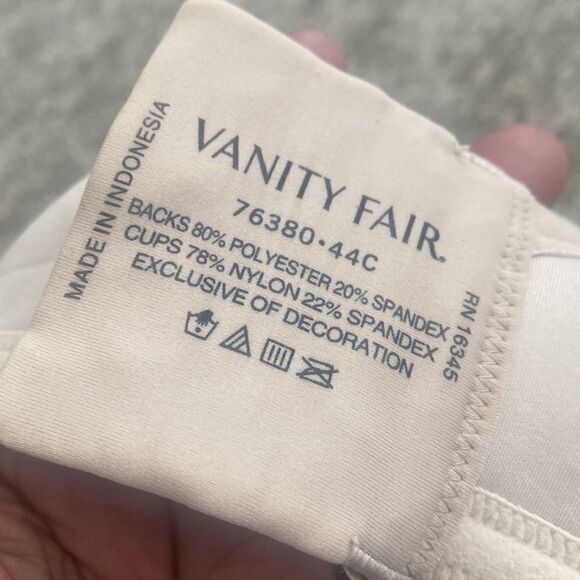 MADE IN INDONESIA
VANITY FAIR.
76380·44C
BACKS 80% POLYESTER 20% SPANDEX
CUPS 78% NYLON 22% SPANDEX
EXCLUSIVE OF DECORATION
RN 16345